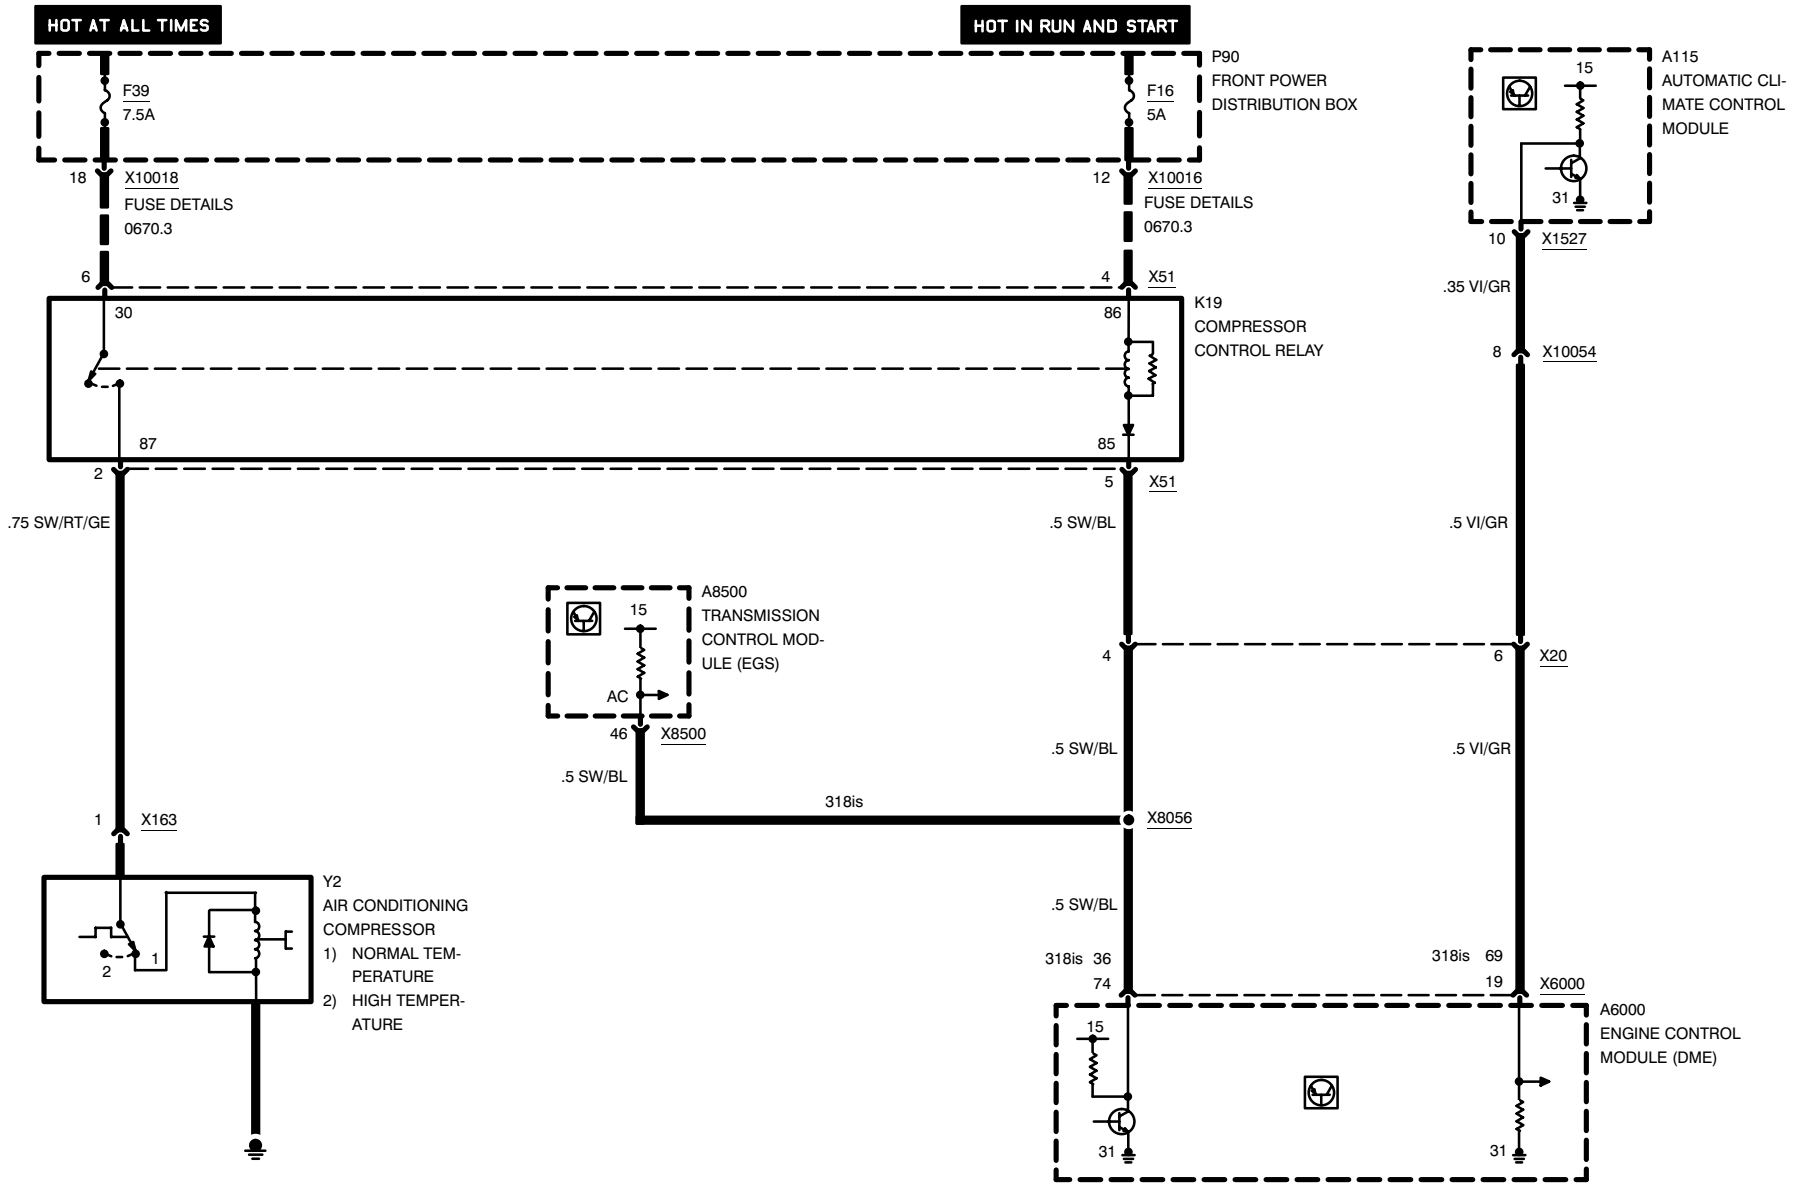 HOT AT ALL TIMES
HOT IN RUN AND START
F39
7.5A
F16
5A
P90
FRONT POWER
DISTRIBUTION BOX
15
31
A115
AUTOMATIC CLI-
MATE CONTROL
MODULE
18 X10018
FUSE DETAILS
0670.3
12 X10016
FUSE DETAILS
0670.3
10 X1527
.35 VI/GR
6
4 X51
30
86
K19
COMPRESSOR
CONTROL RELAY
8 X10054
87
85
2
5 X51
.75 SW/RT/GE
.5 SW/BL
.5 VI/GR
15
AC
A8500
TRANSMISSION
CONTROL MOD-
ULE (EGS)
4
6 X20
46 X8500
.5 SW/BL
.5 SW/BL
.5 VI/GR
318is
X8056
1 X163
Y2
AIR CONDITIONING
COMPRESSOR
1) NORMAL TEM-
PERATURE
2) HIGH TEMPER-
ATURE
1
2
.5 SW/BL
318is 36
74
318is 69
19 X6000
15
31
31
A6000
ENGINE CONTROL
MODULE (DME)